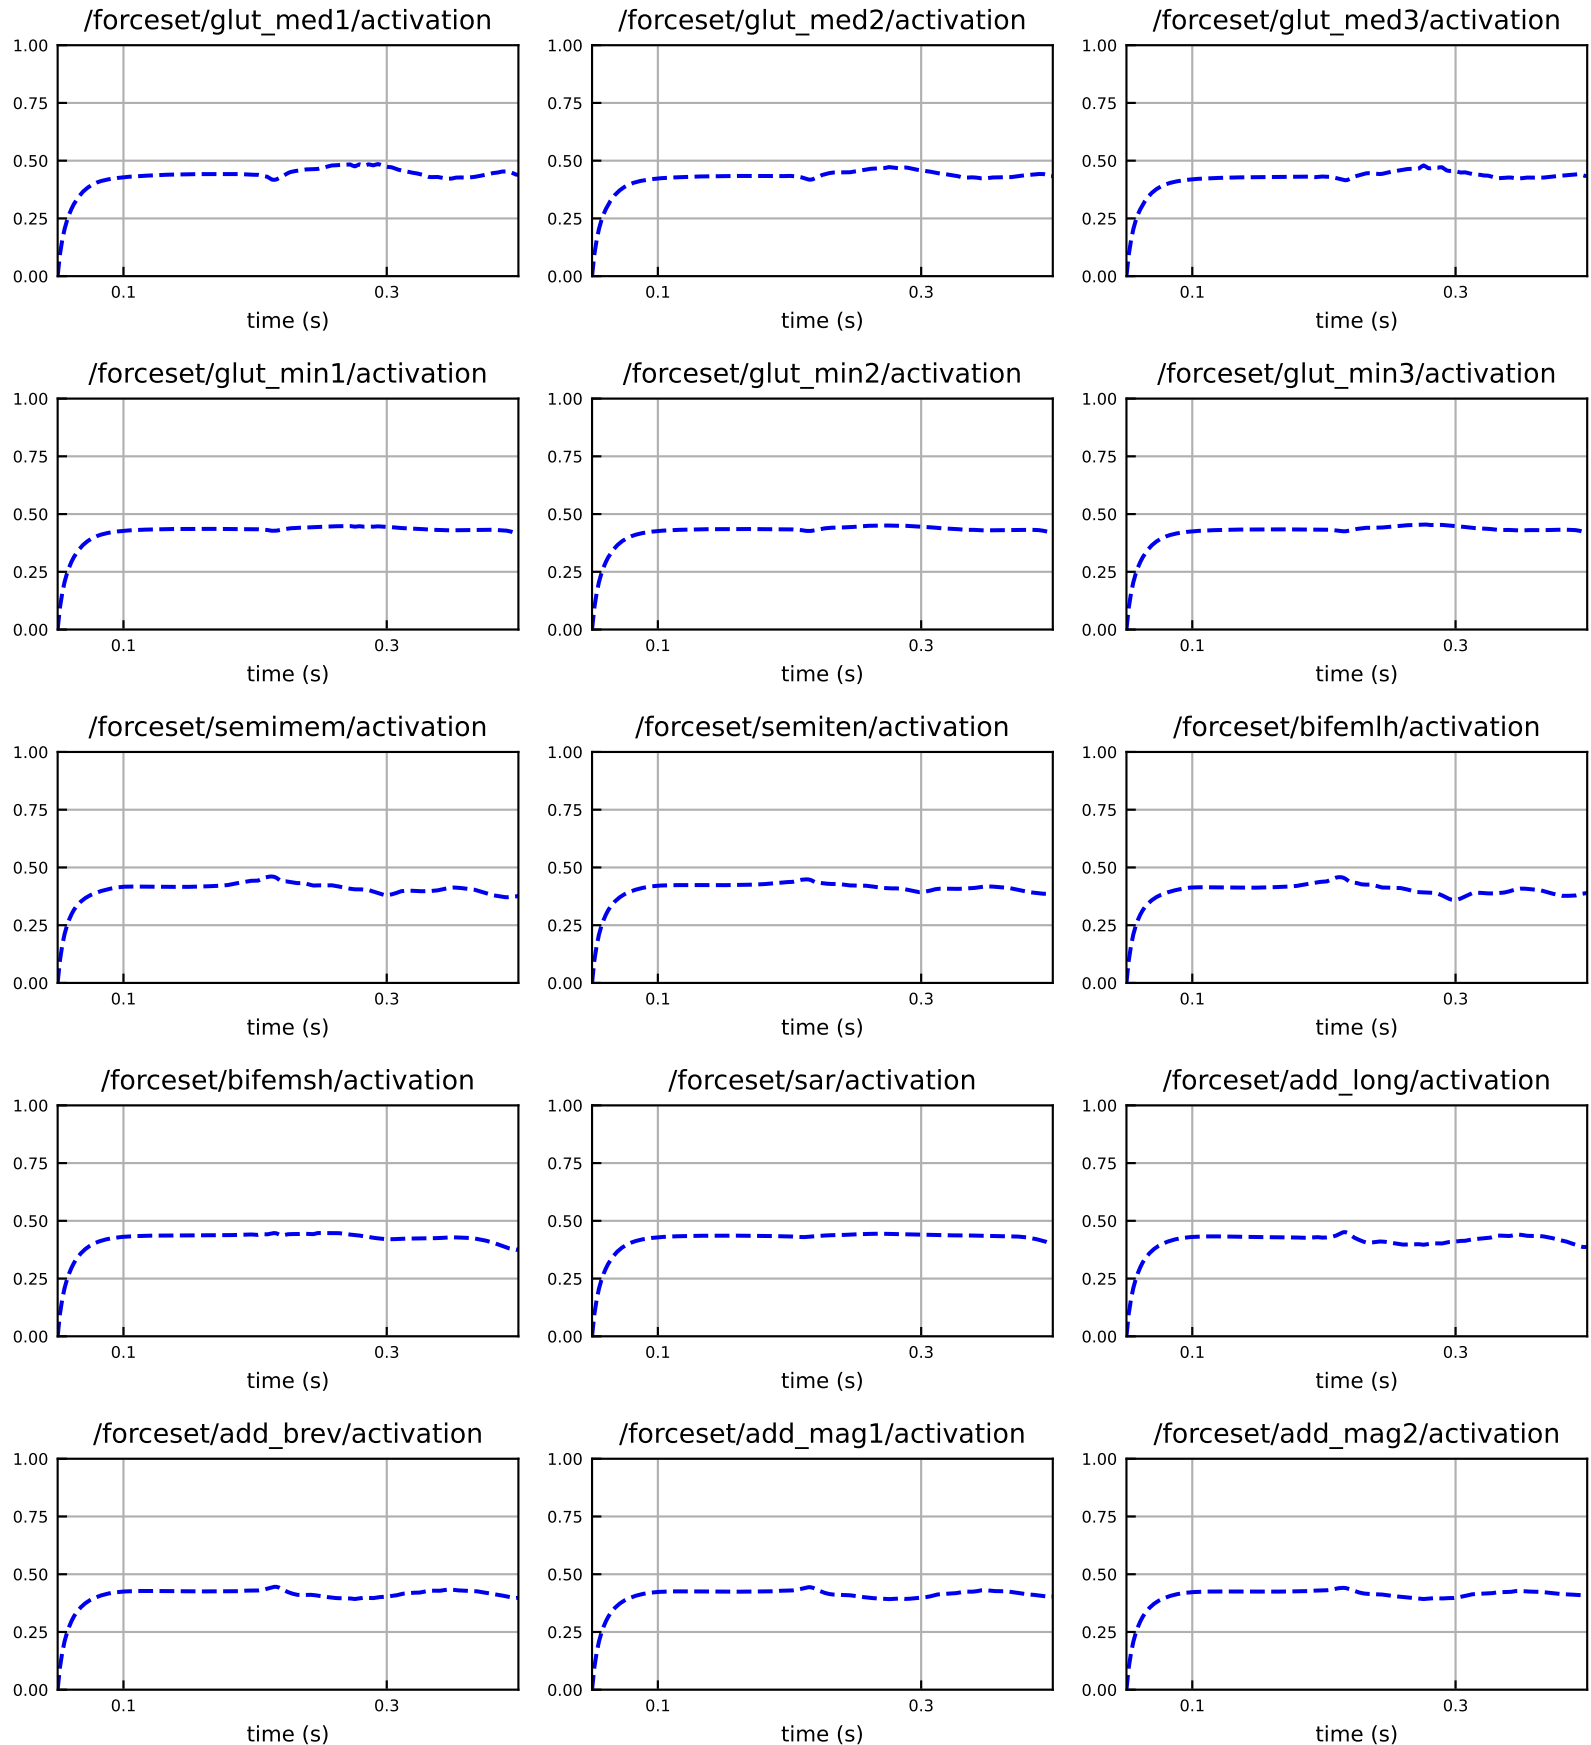 /forceset/glut_med1/activation /forceset/glut_med2/activation /forceset/glut_med3/activation
1.00 1.00 1.00
0.75 0.75 0.75
0.50 0.50 0.50
0.25 0.25 0.25
0.00 0.00 0.00
0.1 0.3 0.1 0.3 0.1 0.3
time (s) time (s) time (s)
/forceset/glut_min1/activation /forceset/glut_min2/activation /forceset/glut_min3/activation
1.00 1.00 1.00
0.75 0.75 0.75
0.50 0.50 0.50
0.25 0.25 0.25
0.00 0.00 0.00
0.1 0.3 0.1 0.3 0.1 0.3
time (s) time (s) time (s)
/forceset/semimem/activation /forceset/semiten/activation /forceset/bifemlh/activation
1.00 1.00 1.00
0.75 0.75 0.75
0.50 0.50 0.50
0.25 0.25 0.25
0.00 0.00 0.00
0.1 0.3 0.1 0.3 0.1 0.3
time (s) time (s) time (s)
/forceset/bifemsh/activation /forceset/sar/activation /forceset/add_long/activation
1.00 1.00 1.00
0.75 0.75 0.75
0.50 0.50 0.50
0.25 0.25 0.25
0.00 0.00 0.00
0.1 0.3 0.1 0.3 0.1 0.3
time (s) time (s) time (s)
/forceset/add_brev/activation /forceset/add_mag1/activation /forceset/add_mag2/activation
1.00 1.00 1.00
0.75 0.75 0.75
0.50 0.50 0.50
0.25 0.25 0.25
0.00 0.00 0.00
0.1 0.3 0.1 0.3 0.1 0.3
time (s) time (s) time (s)